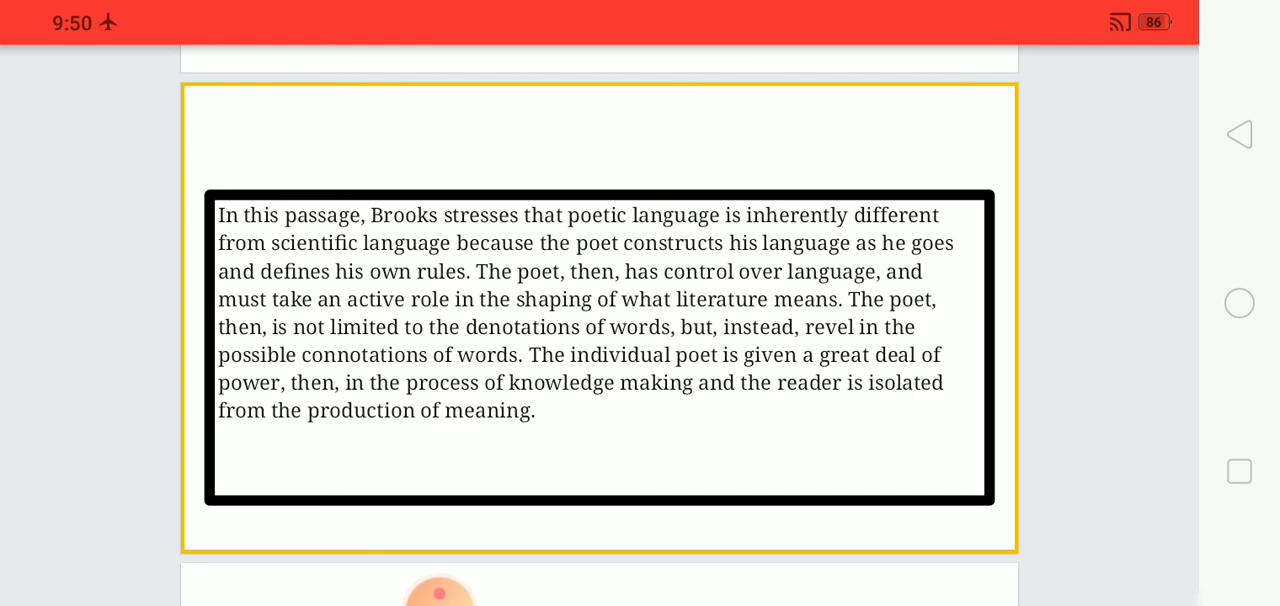 9:50
86
In this passage, Brooks stresses that poetic language is inherently different
from scientific language because the poet constructs his language as he goes
and defines his own rules. The poet, then, has control over language, and
must take an active role in the shaping of what literature means. The poet,
then, is not limited to the denotations of words, but, instead, revel in the
possible connotations of words. The individual poet is given a great deal of
power, then, in the process of knowledge making and the reader is isolated
from the production of meaning.